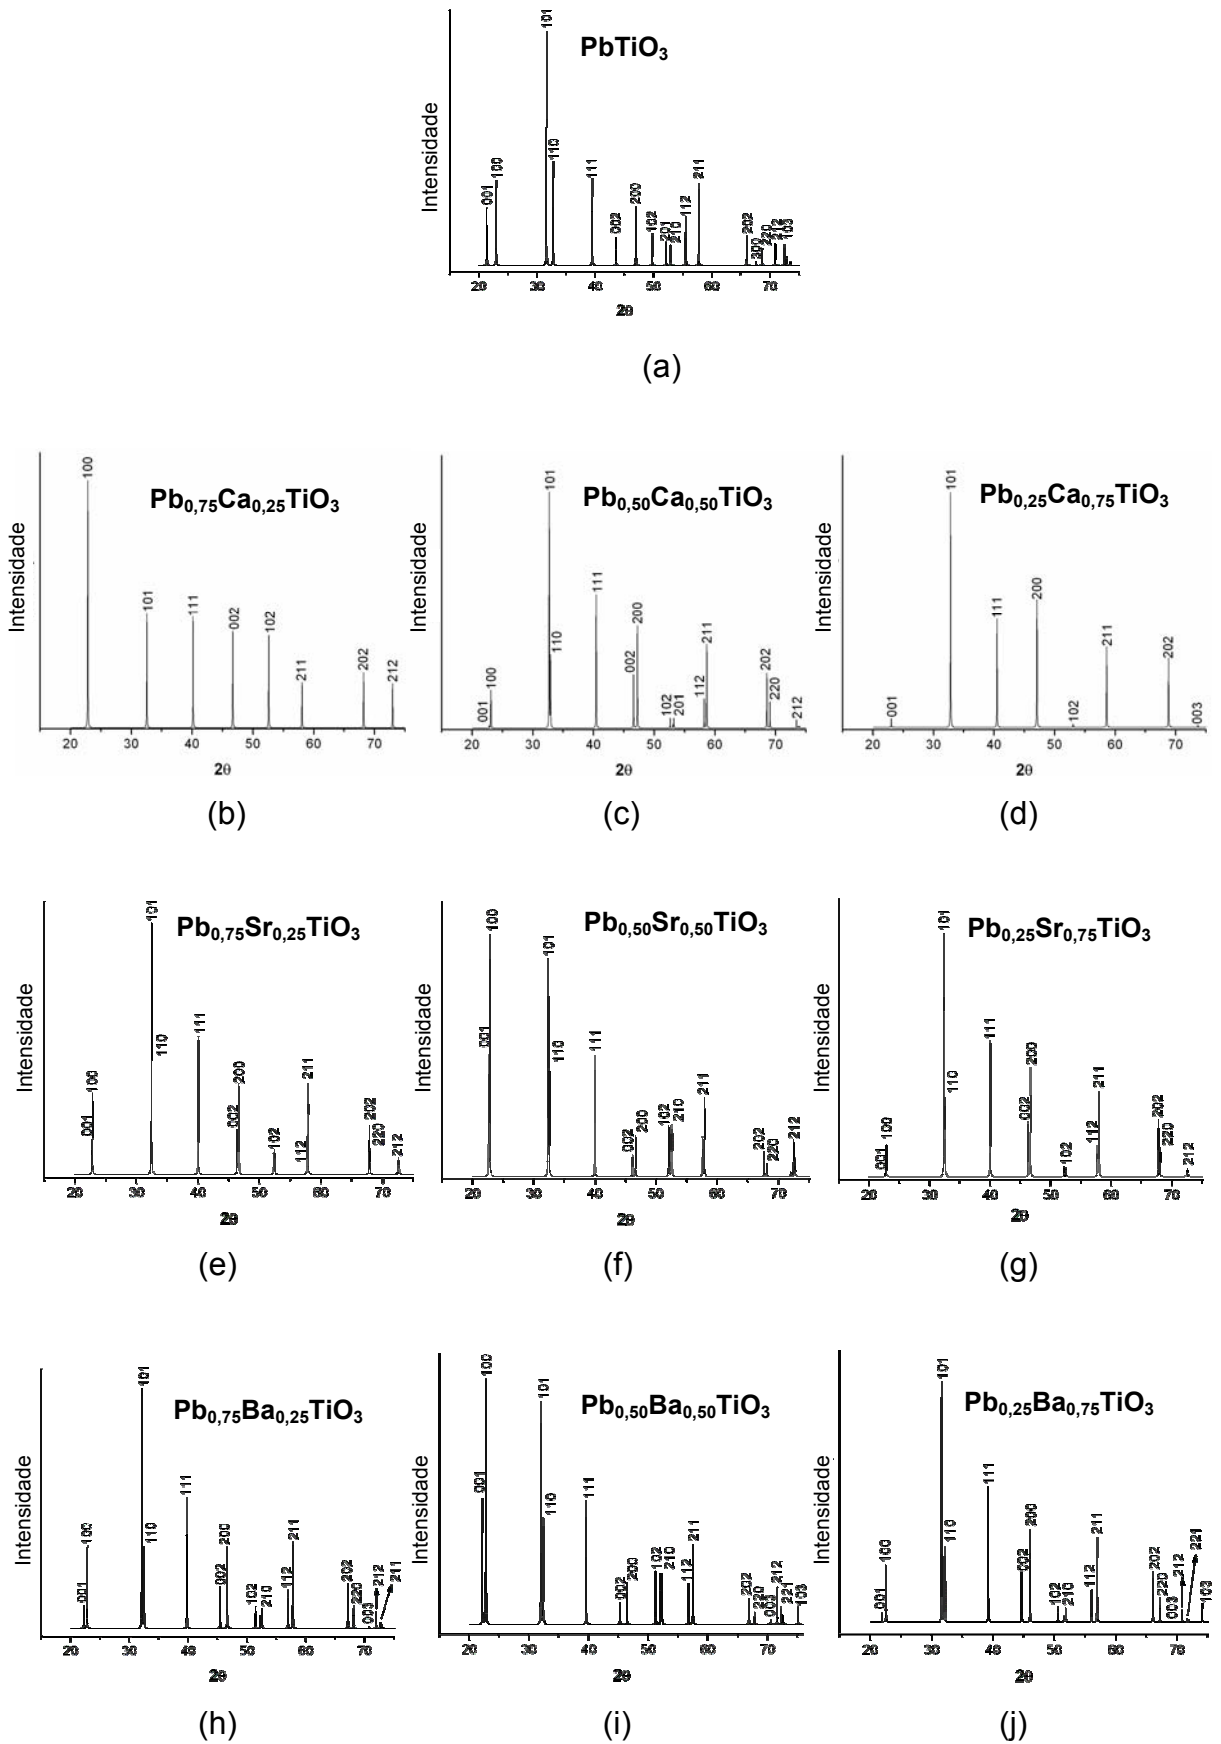 PbTiO3
Intensidade
001
100
101
110
111
002
200
102
201
210
112
211
202
300
220
212
103
20 30 40 50 60 70
2θ
(a)
Pb0,75Ca0,25TiO3
Intensidade
100
101
111
002
102
211
202
212
20 30 40 50 60 70
2θ
(b)
Pb0,50Ca0,50TiO3
Intensidade
001
100
101
110
111
002
200
102
201
112
211
202
220
212
20 30 40 50 60 70
2θ
(c)
Pb0,25Ca0,75TiO3
Intensidade
001
101
111
200
102
211
202
003
20 30 40 50 60 70
2θ
(d)
Pb0,75Sr0,25TiO3
Intensidade
001
100
101
110
111
002
200
102
112
211
202
220
212
20 30 40 50 60 70
2θ
(e)
Pb0,50Sr0,50TiO3
Intensidade
001
100
101
110
111
002
200
102
210
211
202
220
212
20 30 40 50 60 70
2θ
(f)
Pb0,25Sr0,75TiO3
Intensidade
001
100
101
110
111
002
200
102
112
211
202
220
212
20 30 40 50 60 70
2θ
(g)
Pb0,75Ba0,25TiO3
Intensidade
001
100
101
110
111
002
200
102
210
112
211
202
220
003
212
211
20 30 40 50 60 70
2θ
(h)
Pb0,50Ba0,50TiO3
Intensidade
001
100
101
110
111
002
200
102
210
112
211
202
220
003
212
221
103
20 30 40 50 60 70
2θ
(i)
Pb0,25Ba0,75TiO3
Intensidade
001
100
101
110
111
002
200
102
210
112
211
202
220
003
212
221
103
20 30 40 50 60 70
2θ
(j)